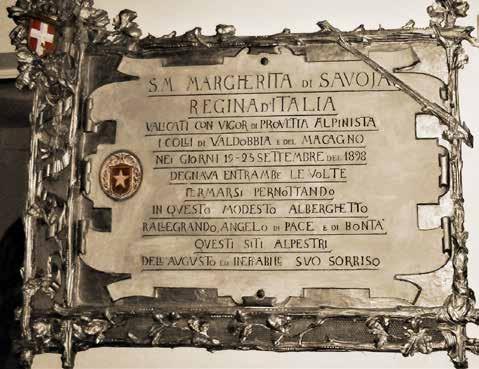 S.M. MARGHERITA DI SAVOJA
REGINA D'ITALIA
VALICATI CON VIGOR DI PROVETTA ALPINISTA
I COLLI DI VALDOBBIA E DEL MACAGNO
NEI GIORNI 19-23 SETTEMBRE DEL 1898
DEGNAVA ENTRAMBE LE VOLTE
FERMARSI PERNOTTANDO
IN QUESTO MODESTO ALBERGHETTO
RALLEGRANDO, ANGELO DI PACE E DI BONTA'
QUESTI SITI ALPESTRI
DELL'AUGUSTO ED INEFFABILE SUO SORRISO